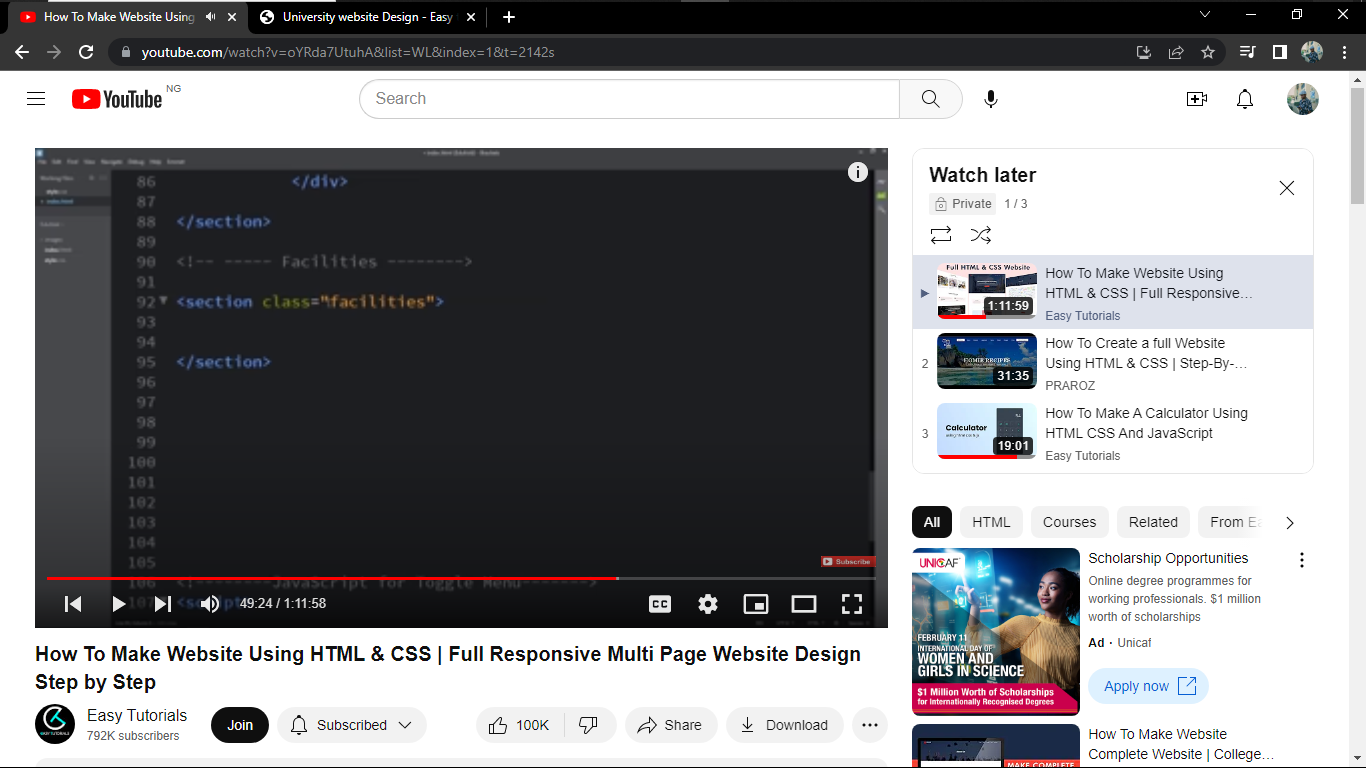 How To Make Website Using
University website Design - Easy
youtube.com/watch?v=oYRda7UtuhA&list=WL&index=1&t=2142s
YouTube NG
Search
86 </div>
87
88 </section>
89
90 <!-- ----- Facilities -------->
91
92 <section class="facilities">
93
94
95 </section>
96
97
98
99
100
101
102
103
104
105
Subscribe
106 <!--------JavaScript for Toggle Menu------->
107 <script>
CC
49:24 / 1:11:58
How To Make Website Using HTML & CSS | Full Responsive Multi Page Website Design
Step by Step
Easy Tutorials
792K subscribers
Join
Subscribed
100K
Share
Download
Watch later
Private 1 / 3
Full HTML & CSS Website
1:11:59
How To Make Website Using
HTML & CSS | Full Responsive…
Easy Tutorials
2
31:35
How To Create a full Website
Using HTML & CSS | Step-By-…
PRAROZ
3
Calculator
19:01
How To Make A Calculator Using
HTML CSS And JavaScript
Easy Tutorials
All
HTML
Courses
Related
From Ea
UNICAF
FEBRUARY 11
INTERNATIONAL DAY OF
WOMEN AND
GIRLS IN SCIENCE
$1 Million Worth of Scholarships
for Internationally Recognised Degrees
Scholarship Opportunities
Online degree programmes for
working professionals. $1 million
worth of scholarships
Ad · Unicaf
Apply now
MAKE COMPLETE
How To Make Website
Complete Website | College…